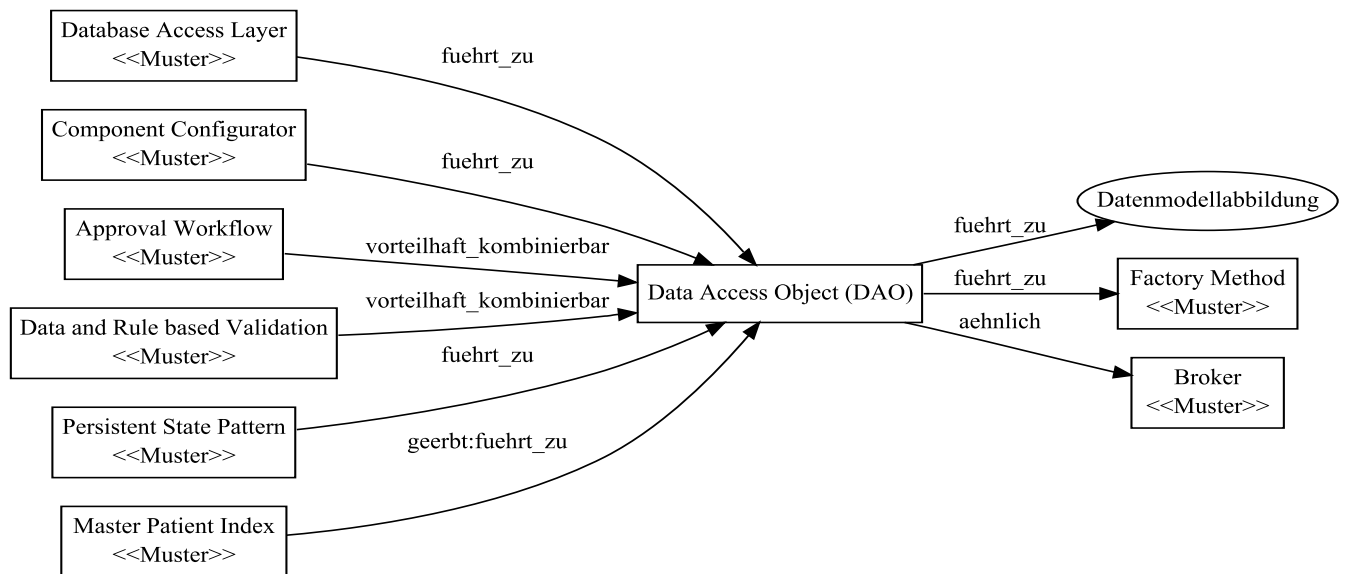 Database Access Layer
<<Muster>>
fuehrt_zu
Component Configurator
<<Muster>>
fuehrt_zu
Approval Workflow
<<Muster>>
vorteilhaft_kombinierbar
Data and Rule based Validation
<<Muster>>
vorteilhaft_kombinierbar
Persistent State Pattern
<<Muster>>
fuehrt_zu
Master Patient Index
<<Muster>>
geerbt:fuehrt_zu
Data Access Object (DAO)
fuehrt_zu
Datenmodellabbildung
fuehrt_zu
Factory Method
<<Muster>>
aehnlich
Broker
<<Muster>>